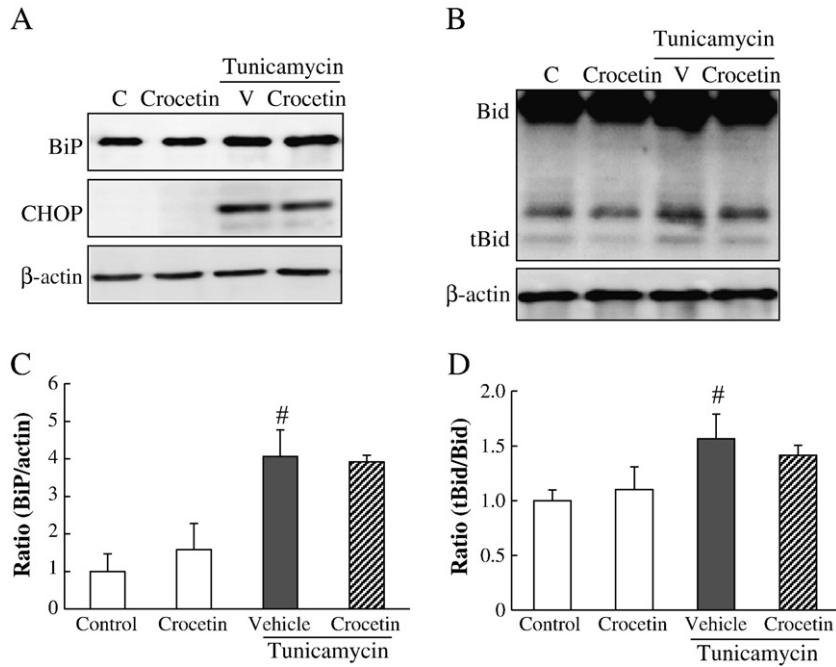 A
Tunicamycin
C Crocetin V Crocetin
BiP
CHOP
β-actin
B
Tunicamycin
C Crocetin V Crocetin
Bid
tBid
β-actin
C
Ratio (BiP/actin)
6
5
4
3
2
1
0
#
Control Crocetin Vehicle Crocetin
Tunicamycin
D
Ratio (tBid/Bid)
2.0
1.5
1.0
0.5
0
#
Control Crocetin Vehicle Crocetin
Tunicamycin